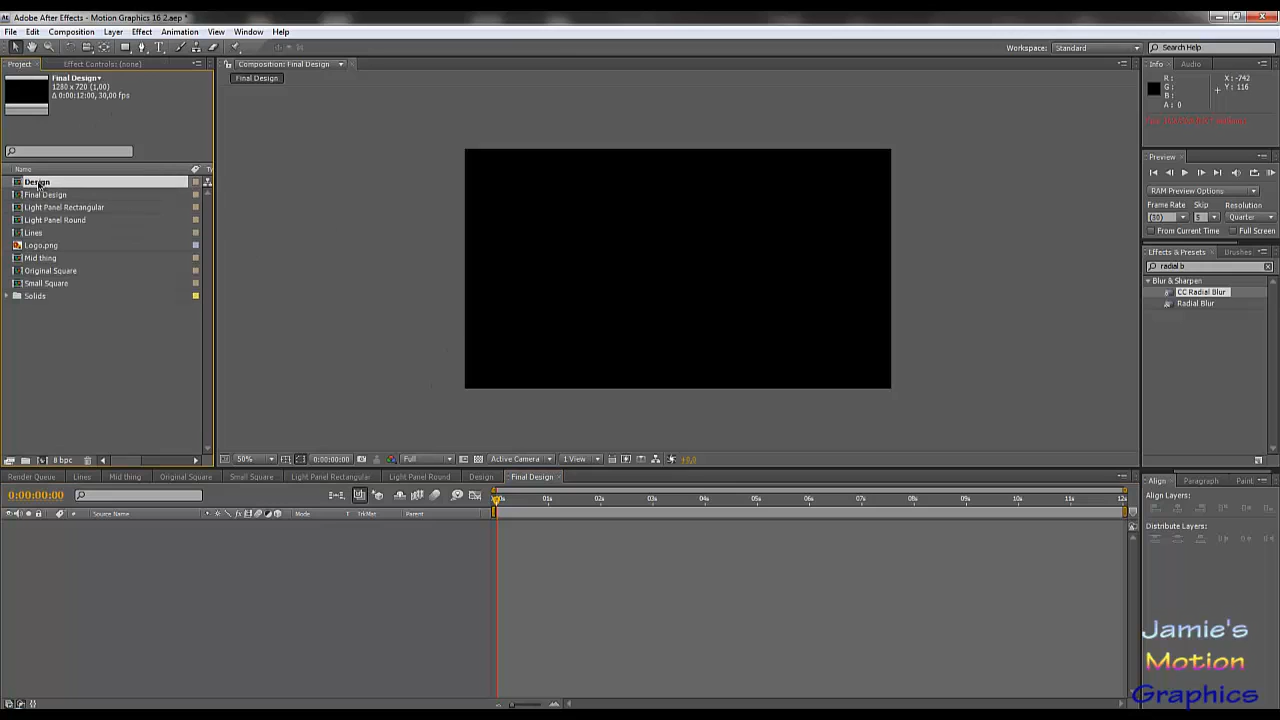 Adobe After Effects - Motion Graphics 16 2.aep *
File Edit Composition Layer Effect Animation View Window Help
Workspace: Standard Search Help
Project Effect Controls: (none) Composition: Final Design Info Audio
Final Design
1280 x 720 (1,00)
Δ 0:00:12:00, 30,00 fps
Final Design
R:
G:
B:
A: 0
X: -742
Y: 116
Preview
RAM Preview Options
Frame Rate Skip Resolution
(30) 5 Quarter
From Current Time Full Screen
Effects & Presets Brushes
radial b
Blur & Sharpen
CC Radial Blur
Radial Blur
Name Ty
Design
Final Design
Light Panel Rectangular
Light Panel Round
Lines
Logo.png
Mid thing
Original Square
Small Square
Solids
8 bpc
50% 0:00:00:00 Full Active Camera 1 View +0,0
Render Queue Lines Mid thing Original Square Small Square Light Panel Rectangular Light Panel Round Design Final Design
0:00:00:00
# Source Name Mode T TrkMat Parent
01s 02s 03s 04s 05s 06s 07s 08s 09s 10s 11s 12s
Align Paragraph Paint
Align Layers:
Distribute Layers:
Jamie's
Motion
Graphics